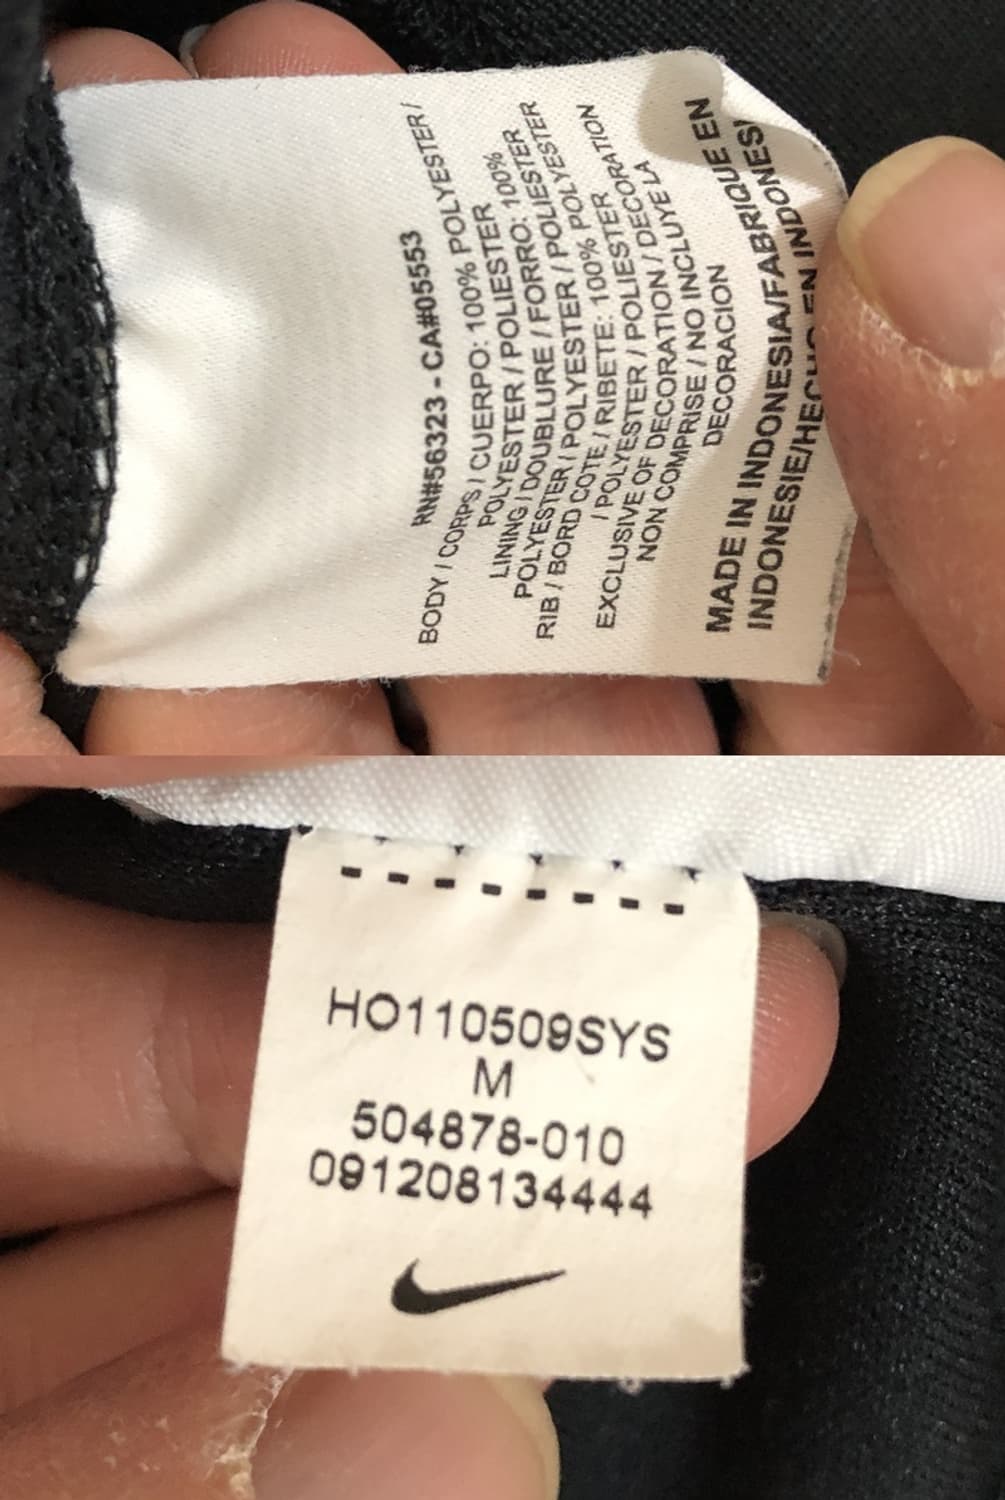 RN#56323 - CA#05553
BODY / CORPS / CUERPO: 100% POLYESTER /
POLYESTER / POLIESTER
LINING / DOUBLURE / FORRO: 100%
POLYESTER / POLYESTER / POLIESTER
RIB / BORD COTE / RIBETE: 100% POLYESTER
/ POLYESTER / POLIESTER
EXCLUSIVE OF DECORATION / DECORATION
NON COMPRISE / NO INCLUYE LA
DECORACION
MADE IN INDONESIA/FABRIQUE EN
INDONESIE/HECHO EN INDONESI
HO110509SYS
M
504878-010
091208134444